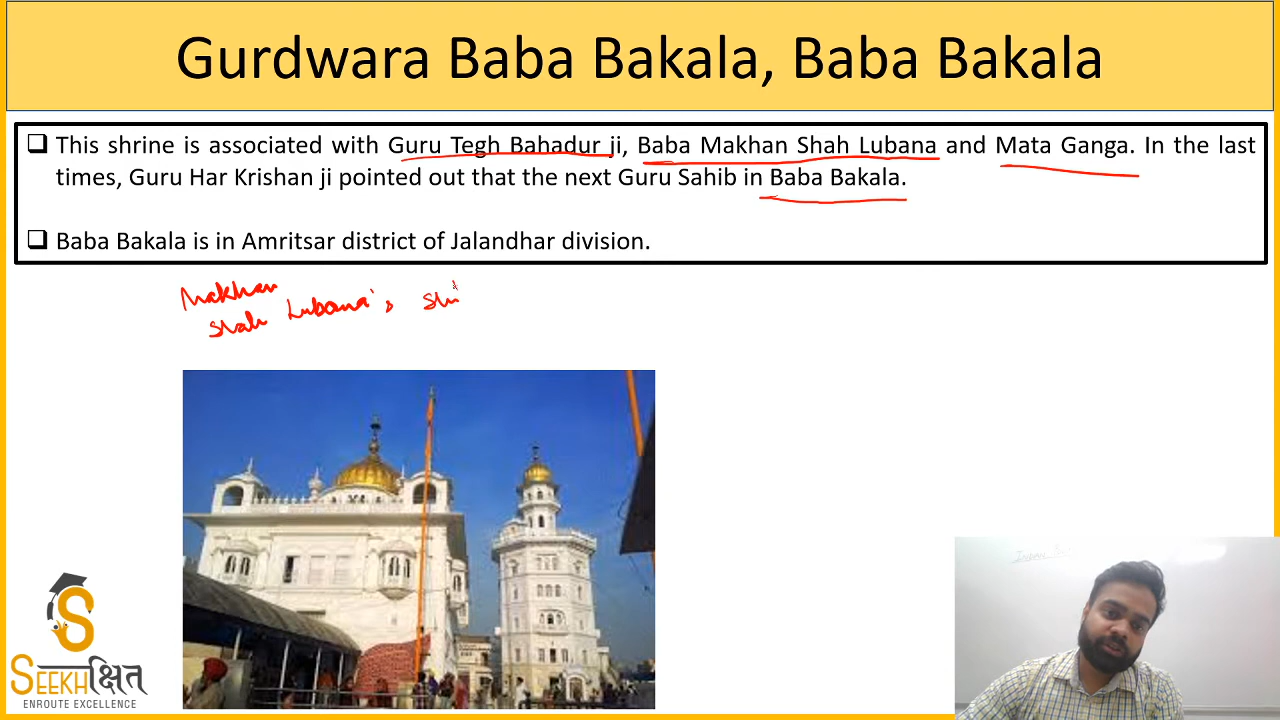 Gurdwara Baba Bakala, Baba Bakala
This shrine is associated with Guru Tegh Bahadur ji, Baba Makhan Shah Lubana and Mata Ganga. In the last
times, Guru Har Krishan ji pointed out that the next Guru Sahib in Baba Bakala.
Baba Bakala is in Amritsar district of Jalandhar division.
Makhan
Shah Lubana, Shi
SEEKHक्षित
ENROUTE EXCELLENCE